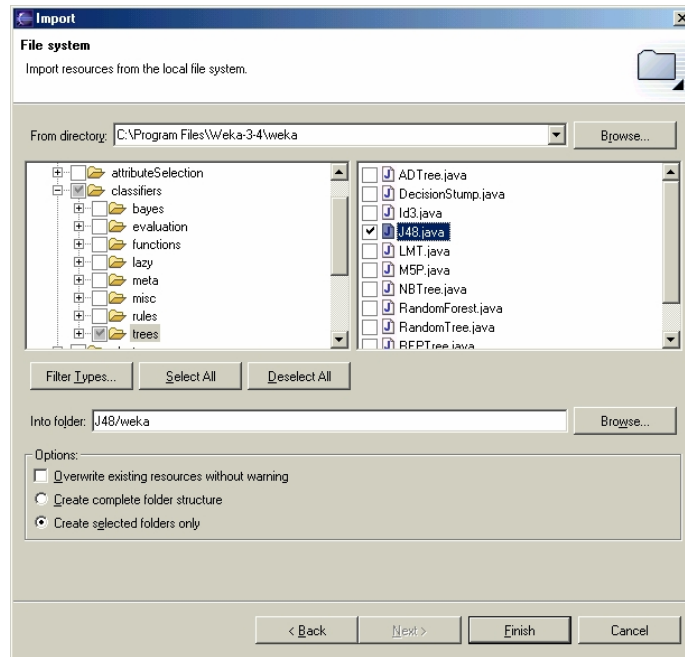 Import
File system
Import resources from the local file system.
From directory: C:\Program Files\Weka-3-4\weka
Browse...
attributeSelection
classifiers
bayes
evaluation
functions
lazy
meta
misc
rules
trees
ADTree.java
DecisionStump.java
Id3.java
J48.java
LMT.java
M5P.java
NBTree.java
RandomForest.java
RandomTree.java
REPTree.java
Filter Types...
Select All
Deselect All
Into folder: J48/weka
Browse...
Options:
Overwrite existing resources without warning
Create complete folder structure
Create selected folders only
< Back
Next >
Finish
Cancel